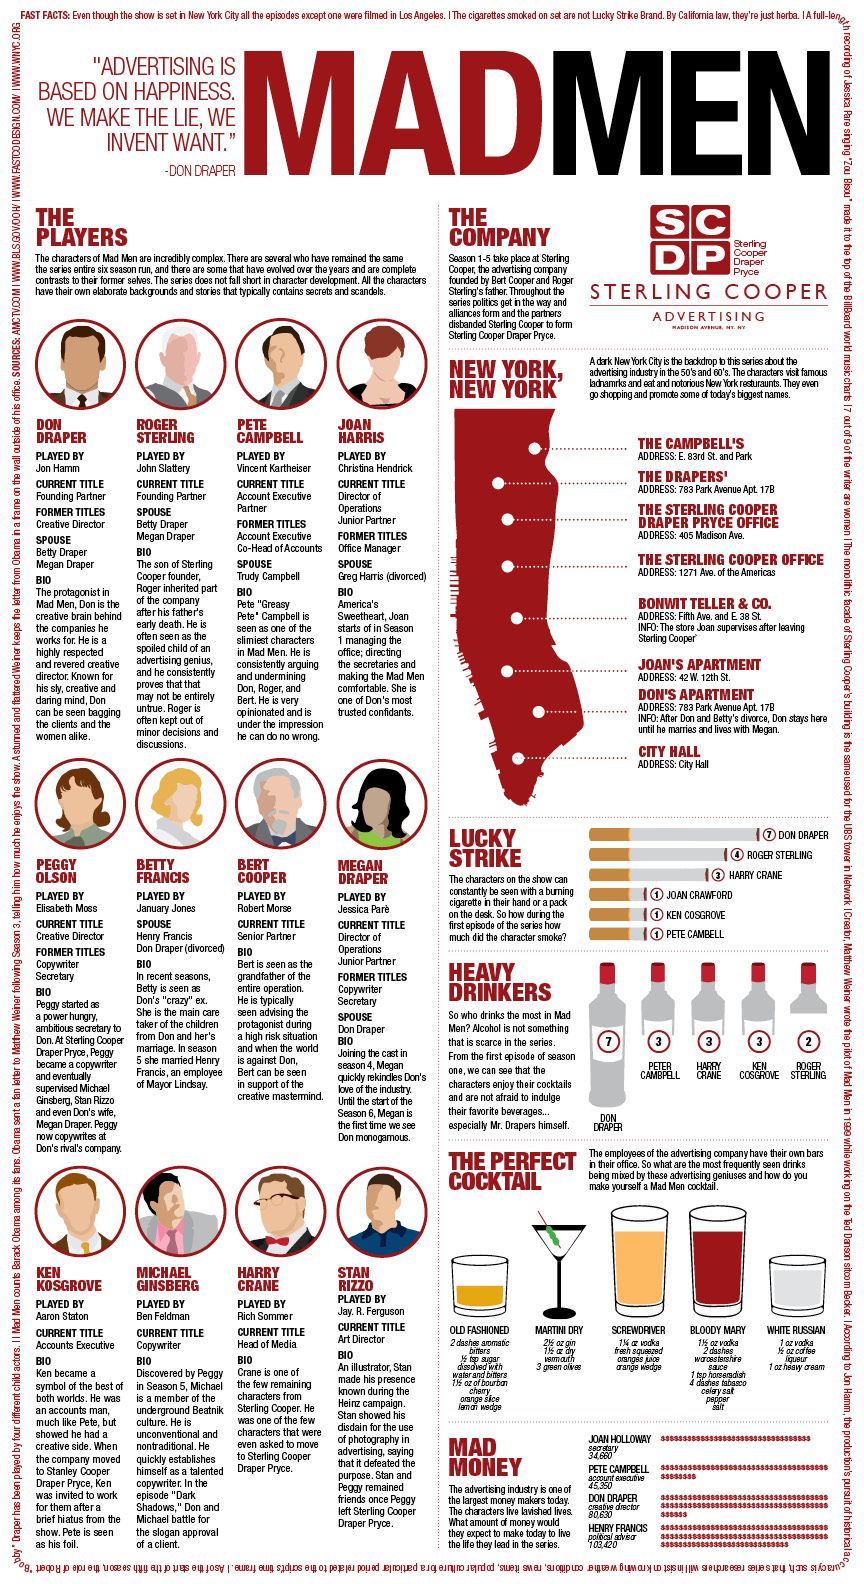 FAST FACTS: Even though the show is set in New York City all the episodes except one were filmed in Los Angeles. | The cigarettes smoked on set are not Lucky Strike Brand. By California law, they're just herba. | A full-length
recording of Jessica Pare singing "Zou Bisou" made it to the top of the BillBoard world music charts | 7 out of 9 of the writer are women | The monolithic facade of Sterling Cooper's building is the same used for the UBS tower in Network | Creator, Matthew Weiner wrote the pilot of Mad Men in 1999 while working on the Ted Danson sitcom Becker. | According to Jon Hamm, the production's pursuit of historical
accuracy is such, that series researchers will insist on knowing weather conditions, news items, popular culture for a particular period related to the script's time frame. | As of the start of the fifth season, the role of Robert "Bobby"
Draper has been played by four different child actors. | | Mad Men counts Barack Obama among its fans. Obama sent a fan letter to Matthew Weiner following Season 3, telling him how much he enjoys the show. A stunned and flattered Weiner keeps the letter from Obama in a frame on the wall outside of his office. SOURCES: AMCTV.COM | WWW.BLS.GOV/OOH/ | WWW.FASTCODESIGN.COM/ | WWW.WNYC.ORG
"ADVERTISING IS
BASED ON HAPPINESS.
WE MAKE THE LIE, WE
INVENT WANT."
-DON DRAPER
MADMEN
THE
PLAYERS
The characters of Mad Men are incredibly complex. There are several who have remained the same
the series entire six season run, and there are some that have evolved over the years and are complete
contrasts to their former selves. The series does not fall short in character development. All the characters
have their own elaborate backgrounds and stories that typically contains secrets and scandels.
DON
DRAPER
PLAYED BY
Jon Hamm
CURRENT TITLE
Founding Partner
FORMER TITLES
Creative Director
SPOUSE
Betty Draper
Megan Draper
BIO
The protagonist in
Mad Men, Don is the
creative brain behind
the companies he
works for. He is a
highly respected
and revered creative
director. Known for
his sly, creative and
daring mind, Don
can be seen bagging
the clients and the
women alike.
ROGER
STERLING
PLAYED BY
John Slattery
CURRENT TITLE
Founding Partner
SPOUSE
Betty Draper
Megan Draper
BIO
The son of Sterling
Cooper founder,
Roger inherited part
of the company
after his father's
early death. He is
often seen as the
spoiled child of an
advertising genius,
and he consistently
proves that that
may not be entirely
untrue. Roger is
often kept out of
minor decisions and
discussions.
PETE
CAMPBELL
PLAYED BY
Vincent Kartheiser
CURRENT TITLE
Account Executive
Partner
FORMER TITLES
Account Executive
Co-Head of Accounts
SPOUSE
Trudy Campbell
BIO
Pete "Greasy
Pete" Campbell is
seen as one of the
slimiest characters
in Mad Men. He is
consistently arguing
and undermining
Don, Roger, and
Bert. He is very
opinionated and is
under the impression
he can do no wrong.
JOAN
HARRIS
PLAYED BY
Christina Hendrick
CURRENT TITLE
Director of
Operations
Junior Partner
FORMER TITLES
Office Manager
SPOUSE
Greg Harris (divorced)
BIO
America's
Sweetheart, Joan
starts of in Season
1 managing the
office; directing
the secretaries and
making the Mad Men
comfortable. She is
one of Don's most
trusted confidants.
PEGGY
OLSON
PLAYED BY
Elisabeth Moss
CURRENT TITLE
Creative Director
FORMER TITLES
Copywriter
Secretary
BIO
Peggy started as
a power hungry,
ambitious secretary to
Don. At Sterling Cooper
Draper Pryce, Peggy
became a copywriter
and eventually
supervised Michael
Ginsberg, Stan Rizzo
and even Don's wife,
Megan Draper. Peggy
now copywrites at
Don's rival's company.
BETTY
FRANCIS
PLAYED BY
January Jones
SPOUSE
Henry Francis
Don Draper (divorced)
BIO
In recent seasons,
Betty is seen as
Don's "crazy" ex.
She is the main care
taker of the children
from Don and her's
marriage. In season
5 she married Henry
Francis, an employee
of Mayor Lindsay.
BERT
COOPER
PLAYED BY
Robert Morse
CURRENT TITLE
Senior Partner
BIO
Bert is seen as the
grandfather of the
entire operation.
He is typically
seen advising the
protagonist during
a high risk situation
and when the world
is against Don,
Bert can be seen
in support of the
creative mastermind.
MEGAN
DRAPER
PLAYED BY
Jessica Parè
CURRENT TITLE
Director of
Operations
Junior Partner
FORMER TITLES
Copywriter
Secretary
SPOUSE
Don Draper
BIO
Joining the cast in
season 4, Megan
quickly rekindles Don's
love of the industry.
Until the start of the
Season 6, Megan is
the first time we see
Don monogamous.
KEN
KOSGROVE
PLAYED BY
Aaron Staton
CURRENT TITLE
Accounts Executive
BIO
Ken became a
symbol of the best of
both worlds. He was
an accounts man,
much like Pete, but
showed he had a
creative side. When
the company moved
to Stanley Cooper
Draper Pryce, Ken
was invited to work
for them after a
brief hiatus from the
show. Pete is seen
as his foil.
MICHAEL
GINSBERG
PLAYED BY
Ben Feldman
CURRENT TITLE
Copywriter
BIO
Discovered by Peggy
in Season 5, Michael
is a member of the
underground Beatnik
culture. He is
unconventional and
nontraditional. He
quickly establishes
himself as a talented
copywriter. In the
episode "Dark
Shadows," Don and
Michael battle for
the slogan approval
of a client.
HARRY
CRANE
PLAYED BY
Rich Sommer
CURRENT TITLE
Head of Media
BIO
Crane is one of
the few remaining
characters from
Sterling Cooper. He
was one of the few
characters that were
even asked to move
to Sterling Cooper
Draper Pryce.
STAN
RIZZO
PLAYED BY
Jay. R. Ferguson
CURRENT TITLE
Art Director
BIO
An illustrator, Stan
made his presence
known during the
Heinz campaign.
Stan showed his
disdain for the use
of photography in
advertising, saying
that it defeated the
purpose. Stan and
Peggy remained
friends once Peggy
left Sterling Cooper
Draper Pryce.
THE
COMPANY
Season 1-5 take place at Sterling
Cooper, the advertising company
founded by Bert Cooper and Roger
Sterling's father. Throughout the
series politics get in the way and
alliances form and the partners
disbanded Sterling Cooper to form
Sterling Cooper Draper Pryce.
SC
DP
Sterling
Cooper
Draper
Pryce
STERLING COOPER
ADVERTISING
MADISON AVENUE, NY, NY
NEW YORK,
NEW YORK
A dark New York City is the backdrop to this series about the
advertising industry in the 50's and 60's. The characters visit famous
ladnamrks and eat and notorious New York resturaunts. They even
go shopping and promote some of today's biggest names.
THE CAMPBELL'S
ADDRESS: E. 83rd St. and Park
THE DRAPERS'
ADDRESS: 783 Park Avenue Apt. 17B
THE STERLING COOPER
DRAPER PRYCE OFFICE
ADDRESS: 405 Madison Ave.
THE STERLING COOPER OFFICE
ADDRESS: 1271 Ave. of the Americas
BONWIT TELLER & CO.
ADDRESS: Fifth Ave. and E. 38 St.
INFO: The store Joan supervises after leaving
Sterling Cooper'
JOAN'S APARTMENT
ADDRESS: 42 W. 12th St.
DON'S APARTMENT
ADDRESS: 783 Park Avenue Apt. 17B
INFO: After Don and Betty's divorce, Don stays here
until he marries and lives with Megan.
CITY HALL
ADDRESS: City Hall
LUCKY
STRIKE
The characters on the show can
constantly be seen with a burning
cigarette in their hand or a pack
on the desk. So how during the
first episode of the series how
much did the character smoke?
7 DON DRAPER
4 ROGER STERLING
3 HARRY CRANE
1 JOAN CRAWFORD
1 KEN COSGROVE
1 PETE CAMBELL
HEAVY
DRINKERS
So who drinks the most in Mad
Men? Alcohol is not something
that is scarce in the series.
From the first episode of season
one, we can see that the
characters enjoy their cocktails
and are not afraid to indulge
their favorite beverages...
especially Mr. Drapers himself.
7
DON
DRAPER
3
PETER
CAMBPELL
3
HARRY
CRANE
3
KEN
COSGROVE
2
ROGER
STERLING
THE PERFECT
COCKTAIL
The employees of the advertising company have their own bars
in their office. So what are the most frequently seen drinks
being mixed by these advertising geniuses and how do you
make yourself a Mad Men cocktail.
OLD FASHIONED
2 dashes aromatic
bitters
½ tsp sugar
dissolved with
water and bitters
1½ oz of bourbon
cherry
orange slice
lemon wedge
MARTINI DRY
2½ oz gin
1½ oz dry
vermouth
3 green olives
SCREWDRIVER
1¼ oz vodka
fresh squeezed
oranges juice
orange wedge
BLOODY MARY
1½ oz vodka
2 dashes
worcestershire
sauce
1 tsp horseradish
4 dashes tabasco
celery salt
pepper
salt
WHITE RUSSIAN
1 oz vodka
½ oz coffee
liqueur
1 oz heavy cream
MAD
MONEY
The advertising industry is one of
the largest money makers today.
The characters live lavished lives.
What amount of money would
they expect to make today to live
the life they lead in the series.
JOAN HOLLOWAY
secretary
34,660
PETE CAMPBELL
account executive
45,350
DON DRAPER
creative director
80,630
HENRY FRANCIS
political advisor
103,420